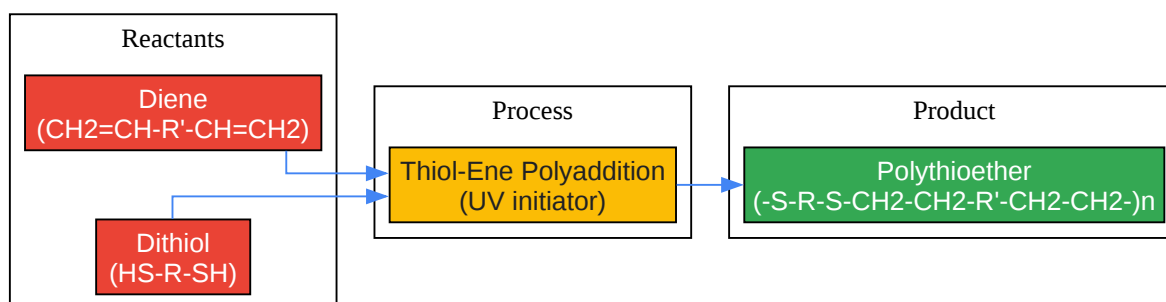 Reactants
Diene
(CH2=CH-R'-CH=CH2)
Dithiol
(HS-R-SH)
Process
Thiol-Ene Polyaddition
(UV initiator)
Product
Polythioether
(-S-R-S-CH2-CH2-R'-CH2-CH2-)n